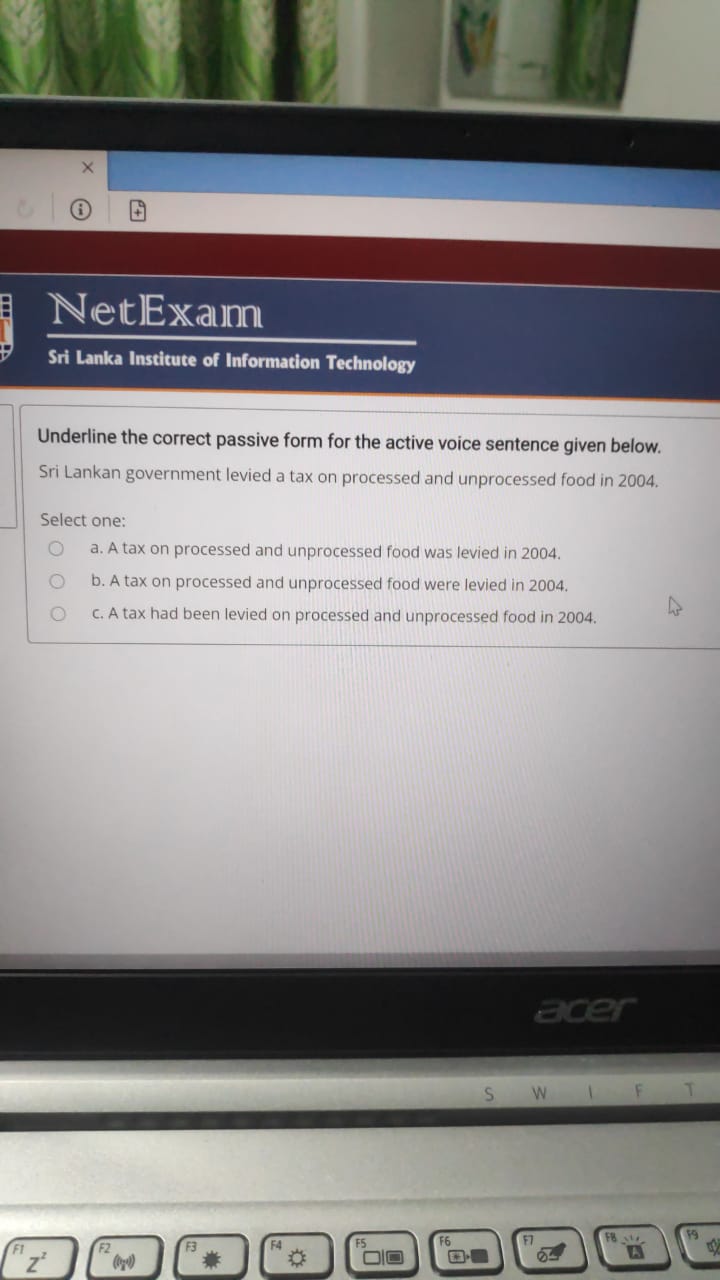 NetExam
Sri Lanka Institute of Information Technology
Underline the correct passive form for the active voice sentence given below.
Sri Lankan government levied a tax on processed and unprocessed food in 2004.
Select one:
a. A tax on processed and unprocessed food was levied in 2004.
b. A tax on processed and unprocessed food were levied in 2004.
c. A tax had been levied on processed and unprocessed food in 2004.
acer
SWIFT
F1 F2 F3 F4 F5 F6 F7 F8 F9
Zz A